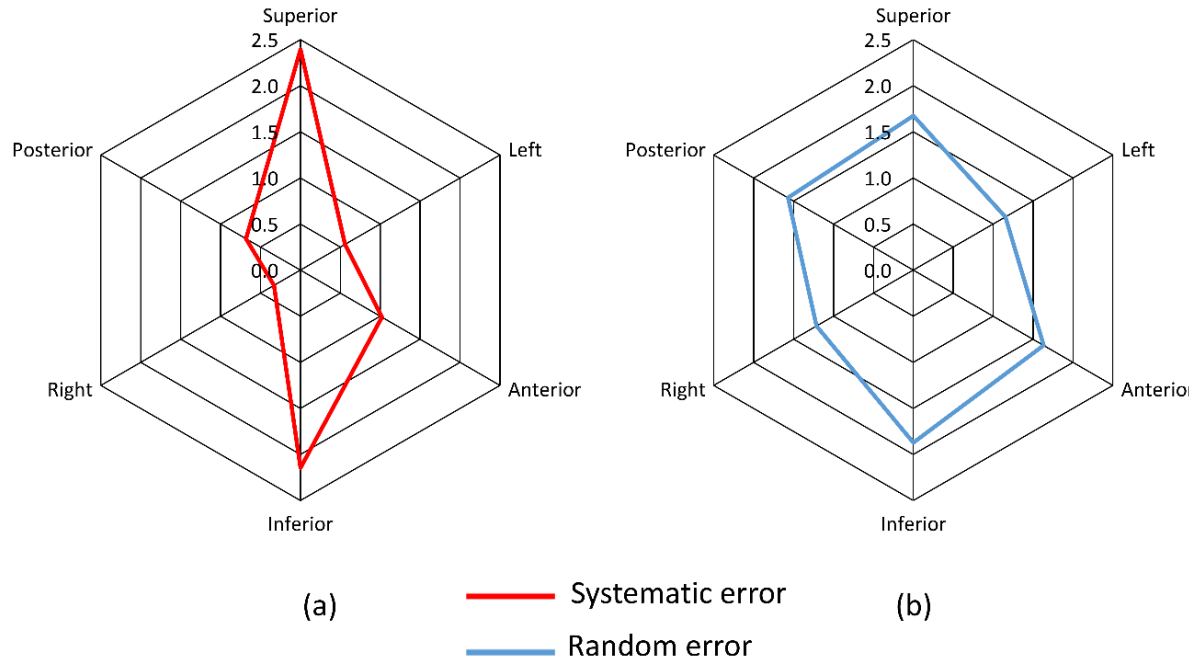 Superior
2.5
2.0
1.5
1.0
0.5
0.0
Posterior
Left
Right
Anterior
Inferior
(a)
Superior
2.5
2.0
1.5
1.0
0.5
0.0
Posterior
Left
Right
Anterior
Inferior
(b)
Systematic error
Random error